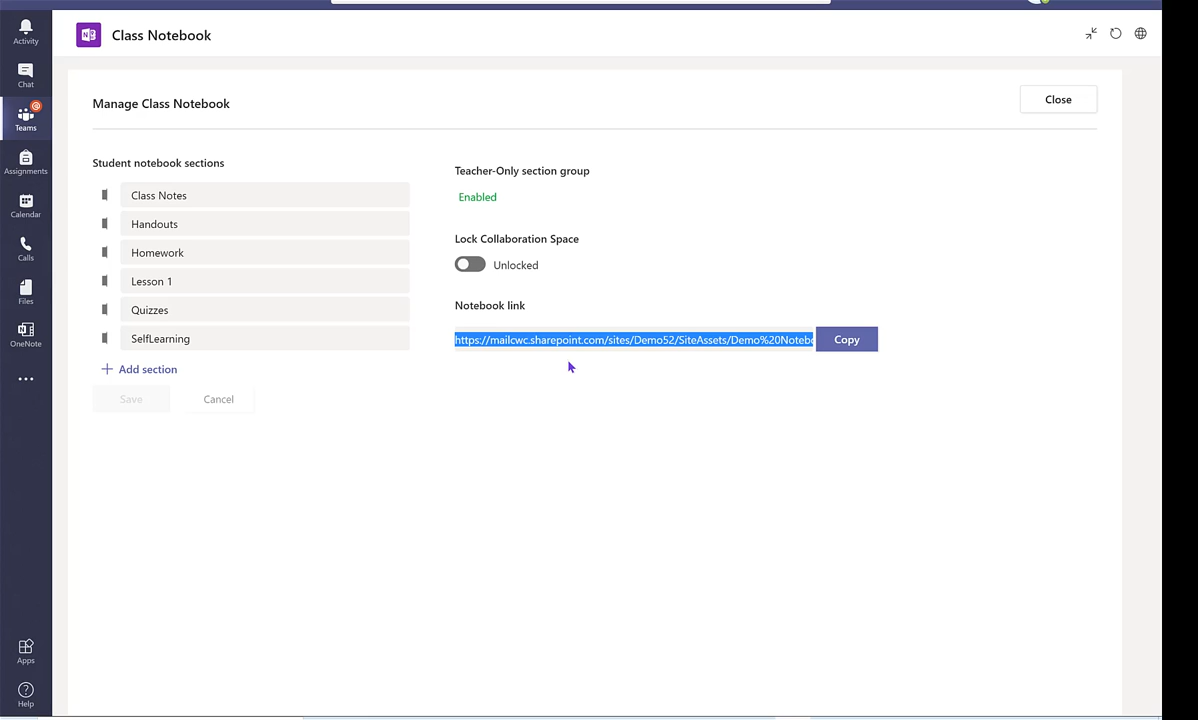 Activity
Chat
Teams
Assignments
Calendar
Calls
Files
OneNote
Apps
Help
Class Notebook
Manage Class Notebook
Close
Student notebook sections
Class Notes
Handouts
Homework
Lesson 1
Quizzes
SelfLearning
Add section
Save
Cancel
Teacher-Only section group
Enabled
Lock Collaboration Space
Unlocked
Notebook link
https://mailcwc.sharepoint.com/sites/Demo52/SiteAssets/Demo%20Notebo
Copy